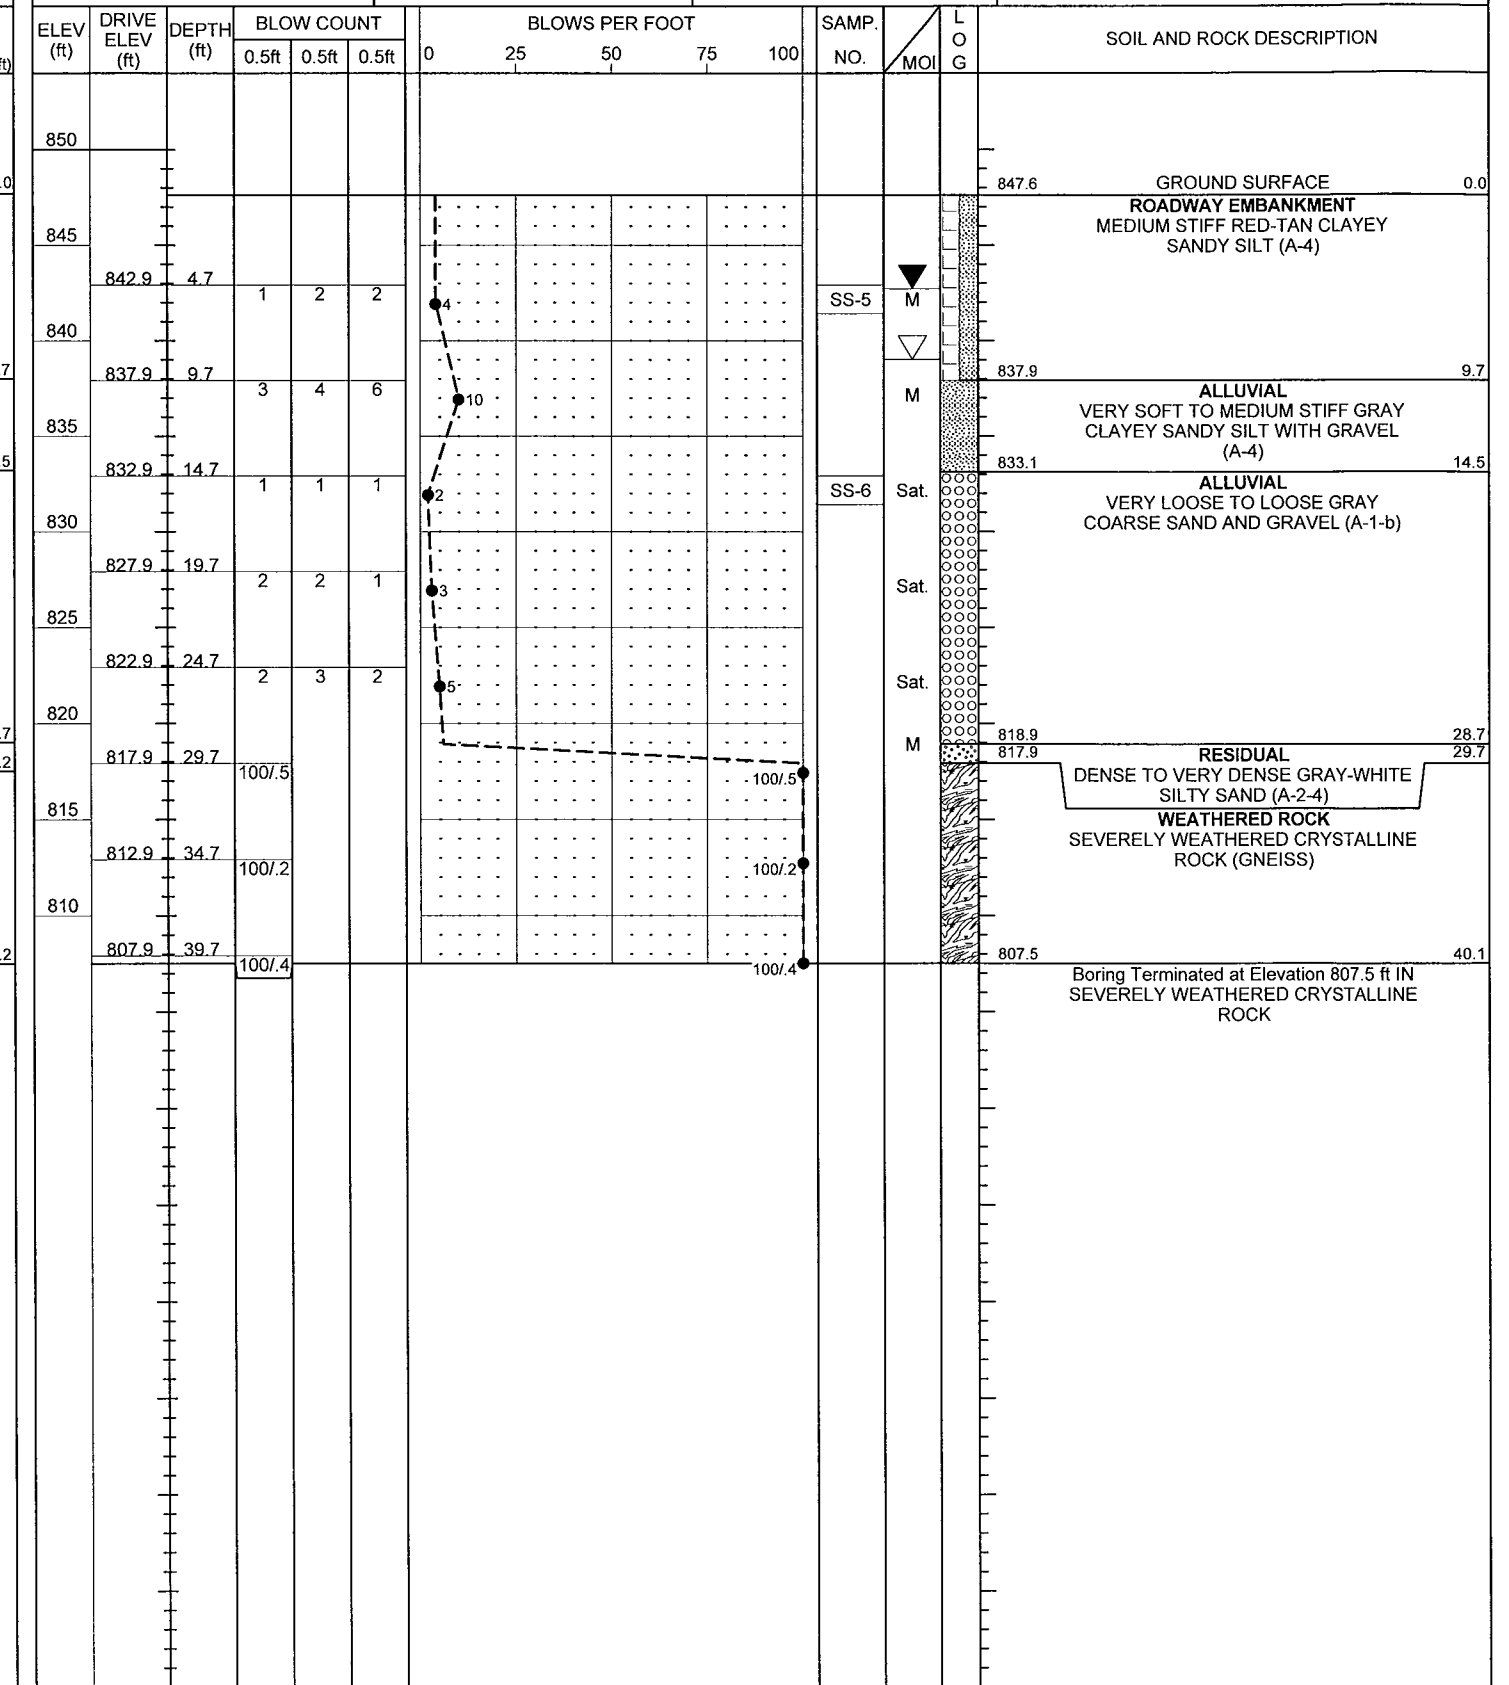 ELEV (ft) DRIVE ELEV (ft) DEPTH (ft) BLOW COUNT 0.5ft 0.5ft 0.5ft BLOWS PER FOOT 0 25 50 75 100 SAMP. NO. MOI L O G SOIL AND ROCK DESCRIPTION
ft)
850
.0
847.6 GROUND SURFACE 0.0
ROADWAY EMBANKMENT
MEDIUM STIFF RED-TAN CLAYEY
SANDY SILT (A-4)
845
842.9 4.7
1 2 2 4 SS-5 M
840
.7
837.9 9.7 837.9 9.7
3 4 6 10 M
ALLUVIAL
VERY SOFT TO MEDIUM STIFF GRAY
CLAYEY SANDY SILT WITH GRAVEL
(A-4)
835
.5
833.1 14.5
832.9 14.7
1 1 1 2 SS-6 Sat.
ALLUVIAL
VERY LOOSE TO LOOSE GRAY
COARSE SAND AND GRAVEL (A-1-b)
830
827.9 19.7
2 2 1 3 Sat.
825
822.9 24.7
2 3 2 5 Sat.
820
.7
818.9 28.7
M
817.9 29.7
RESIDUAL
DENSE TO VERY DENSE GRAY-WHITE
SILTY SAND (A-2-4)
.2
817.9 29.7
100/.5 100/.5
815
WEATHERED ROCK
SEVERELY WEATHERED CRYSTALLINE
ROCK (GNEISS)
812.9 34.7
100/.2 100/.2
810
807.9 39.7
.2
807.5 40.1
100/.4 100/.4
Boring Terminated at Elevation 807.5 ft IN
SEVERELY WEATHERED CRYSTALLINE
ROCK